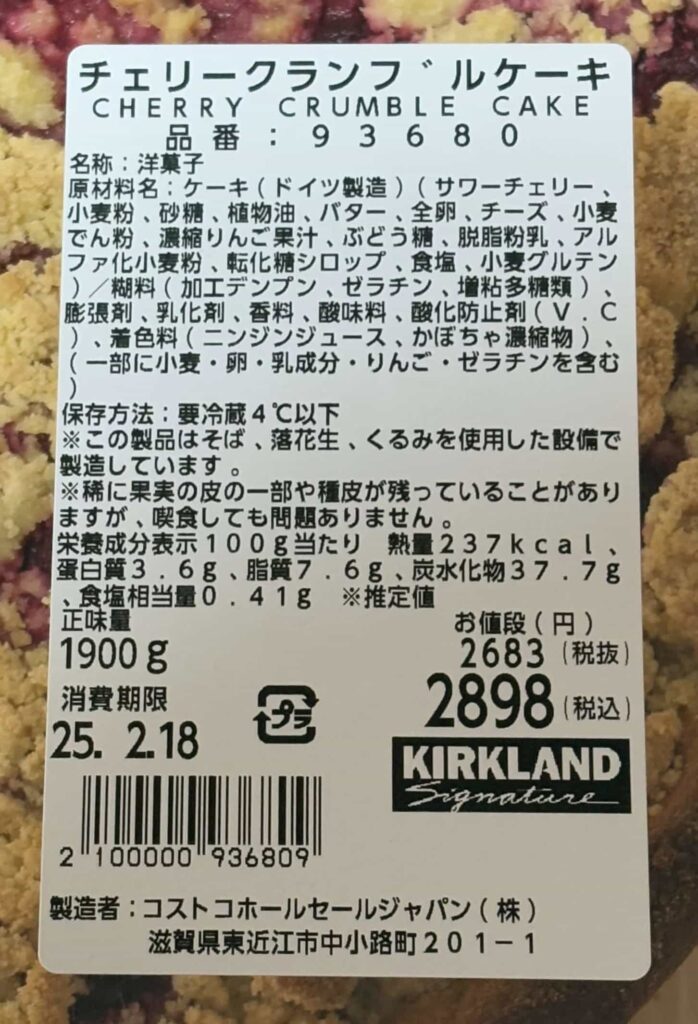 チェリークランブルケーキ
CHERRY CRUMBLE CAKE
品番:93680
名称:洋菓子
原材料名:ケーキ(ドイツ製造)(サワーチェリー、
小麦粉、砂糖、植物油、バター、全卵、チーズ、小麦
でん粉、濃縮りんご果汁、ぶどう糖、脱脂粉乳、アル
ファ化小麦粉、転化糖シロップ、食塩、小麦グルテン
)/糊料(加工デンプン、ゼラチン、増粘多糖類)、
膨張剤、乳化剤、香料、酸味料、酸化防止剤(V.C
)、着色料(ニンジンジュース、かぼちゃ濃縮物)、
(一部に小麦・卵・乳成分・りんご・ゼラチンを含む
)
保存方法:要冷蔵4℃以下
※この製品はそば、落花生、くるみを使用した設備で
製造しています。
※稀に果実の皮の一部や種皮が残っていることがあり
ますが、喫食しても問題ありません。
栄養成分表示100g当たり 熱量237kcal、
蛋白質3.6g、脂質7.6g、炭水化物37.7g
、食塩相当量0.41g ※推定値
正味量
1900g
お値段(円)
2683(税抜)
2898(税込)
消費期限
25. 2.18
プラ
KIRKLAND
Signature
2 100000 936809
製造者:コストコホールセールジャパン(株)
滋賀県東近江市中小路町201-1